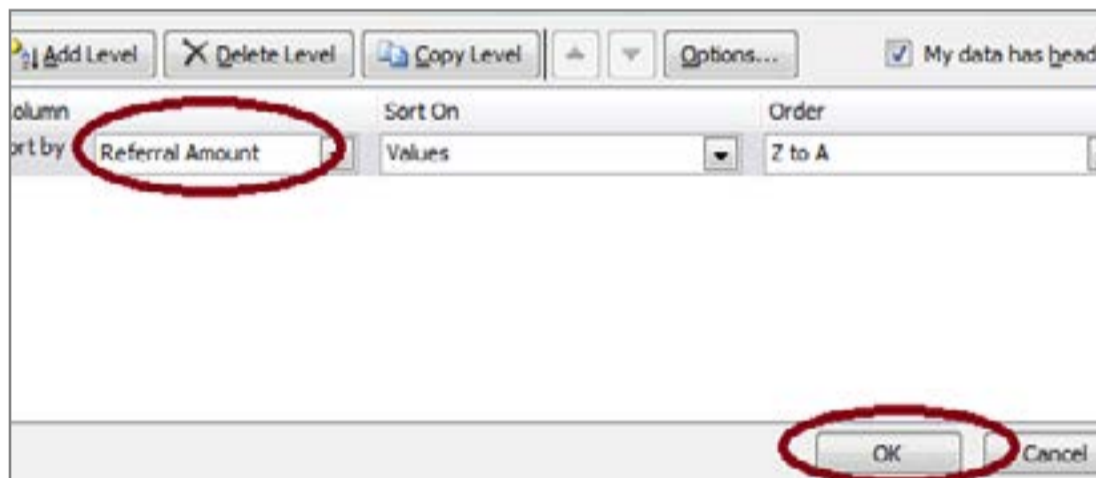 Add Level Delete Level Copy Level Options... My data has head
olumn Sort On Order
ort by Referral Amount Values Z to A
OK Cancel